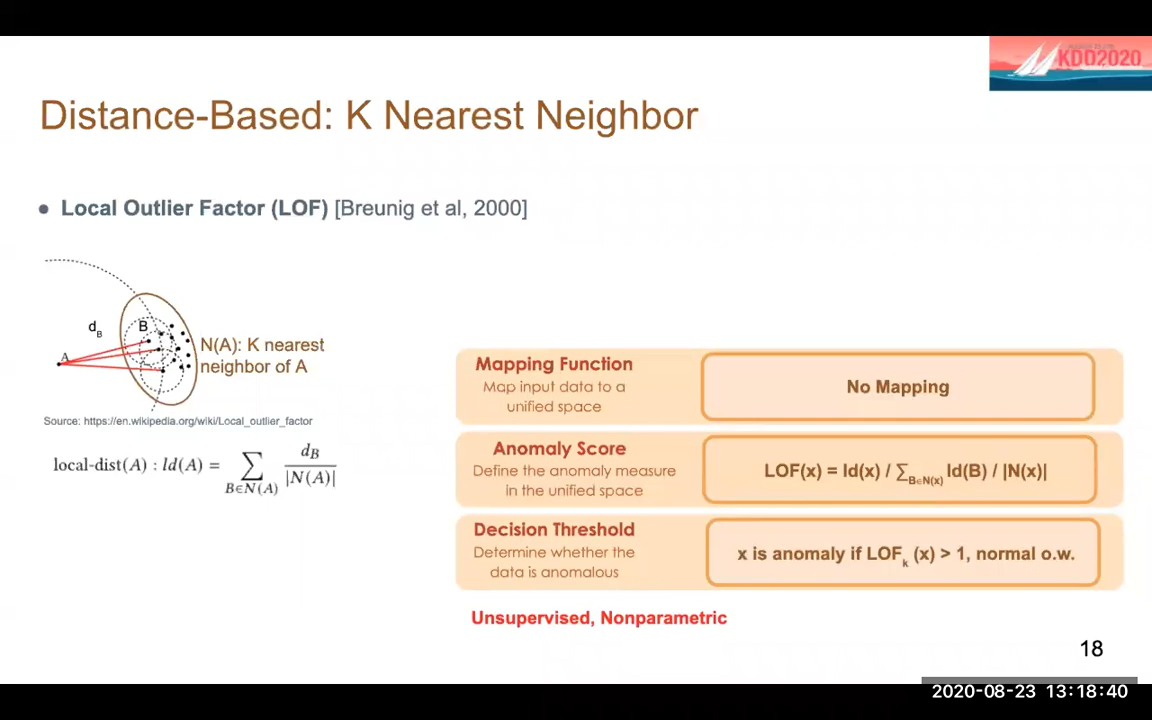 KDD2020
Distance-Based: K Nearest Neighbor
● Local Outlier Factor (LOF) [Breunig et al, 2000]
d_B
B
A
N(A): K nearest
neighbor of A
Source: https://en.wikipedia.org/wiki/Local_outlier_factor
local-dist(A) : ld(A) = ∑_{B∈N(A)} d_B / |N(A)|
Mapping Function
Map input data to a
unified space
No Mapping
Anomaly Score
Define the anomaly measure
in the unified space
LOF(x) = ld(x) / ∑_{B∈N(x)} ld(B) / |N(x)|
Decision Threshold
Determine whether the
data is anomalous
x is anomaly if LOF_k (x) > 1, normal o.w.
Unsupervised, Nonparametric
18
2020-08-23 13:18:40